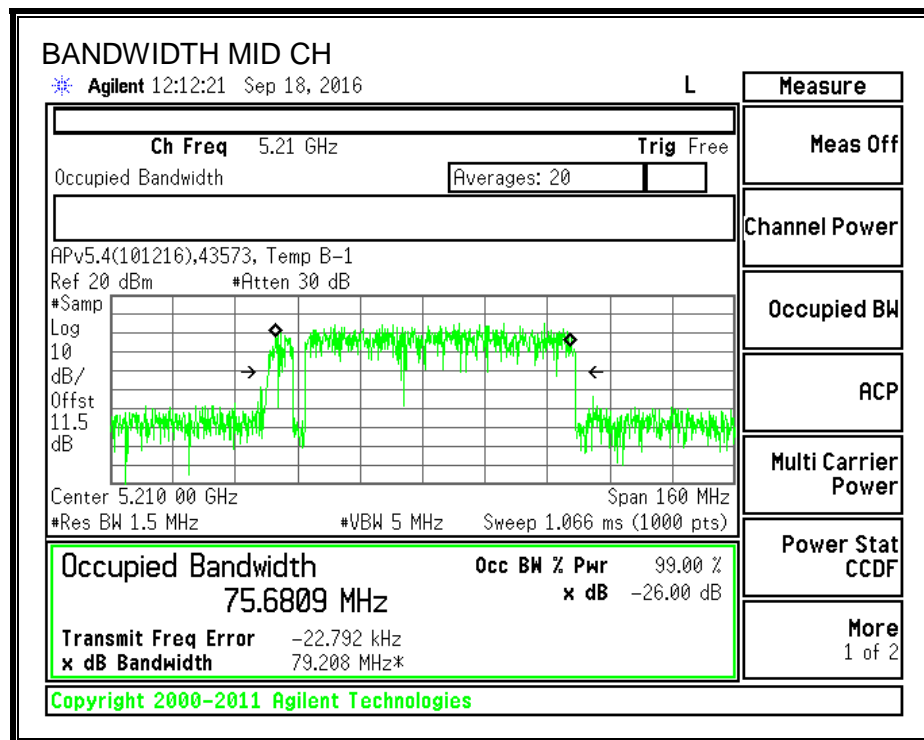 BANDWIDTH MID CH
Agilent 12:12:21 Sep 18, 2016 L
Measure
Ch Freq 5.21 GHz Trig Free
Meas Off
Occupied Bandwidth Averages: 20
Channel Power
APv5.4(101216),43573, Temp B-1
Ref 20 dBm #Atten 30 dB
#Samp
Log
10
dB/
Offst
11.5
dB
Occupied BW
ACP
Multi Carrier
Power
Center 5.210 00 GHz Span 160 MHz
#Res BW 1.5 MHz #VBW 5 MHz Sweep 1.066 ms (1000 pts)
Power Stat
CCDF
Occupied Bandwidth Occ BW % Pwr 99.00 %
75.6809 MHz x dB -26.00 dB
Transmit Freq Error -22.792 kHz
x dB Bandwidth 79.208 MHz*
More
1 of 2
Copyright 2000-2011 Agilent Technologies